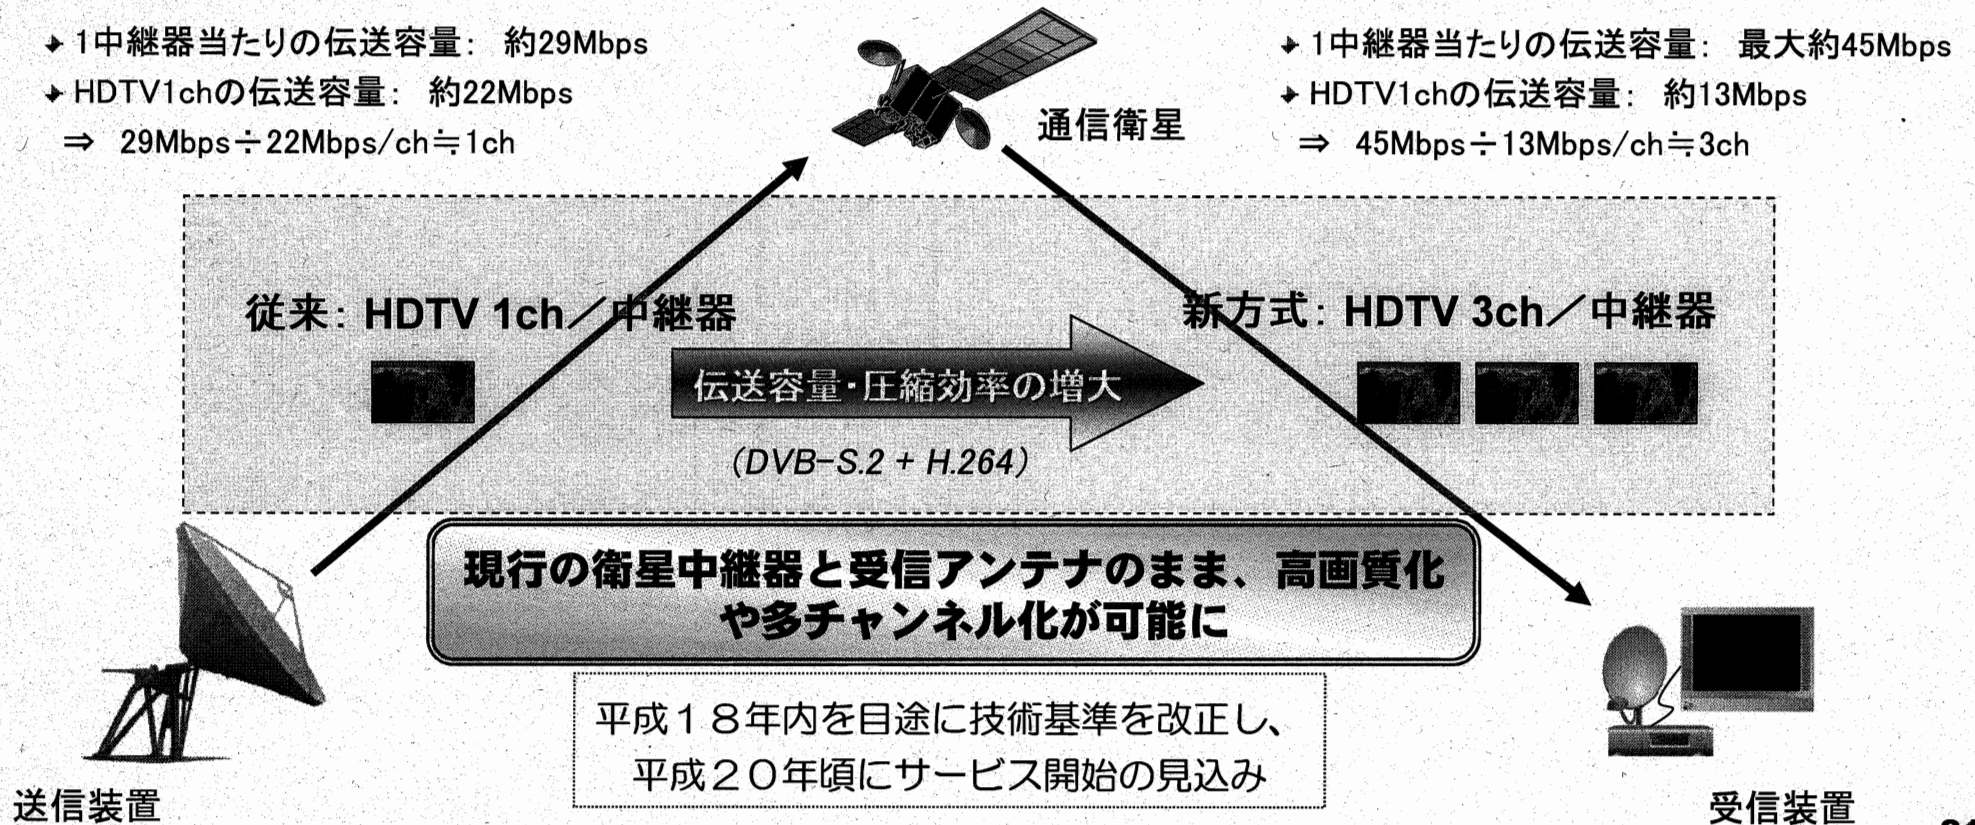 1中継器当たりの伝送容量: 約29Mbps
HDTV1chの伝送容量: 約22Mbps
⇒ 29Mbps÷22Mbps/ch≒1ch
通信衛星
1中継器当たりの伝送容量: 最大約45Mbps
HDTV1chの伝送容量: 約13Mbps
⇒ 45Mbps÷13Mbps/ch≒3ch
従来: HDTV 1ch／中継器
新方式: HDTV 3ch／中継器
伝送容量・圧縮効率の増大
(DVB-S.2 + H.264)
現行の衛星中継器と受信アンテナのまま、高画質化
や多チャンネル化が可能に
平成１８年内を目途に技術基準を改正し、
平成２０年頃にサービス開始の見込み
送信装置
受信装置